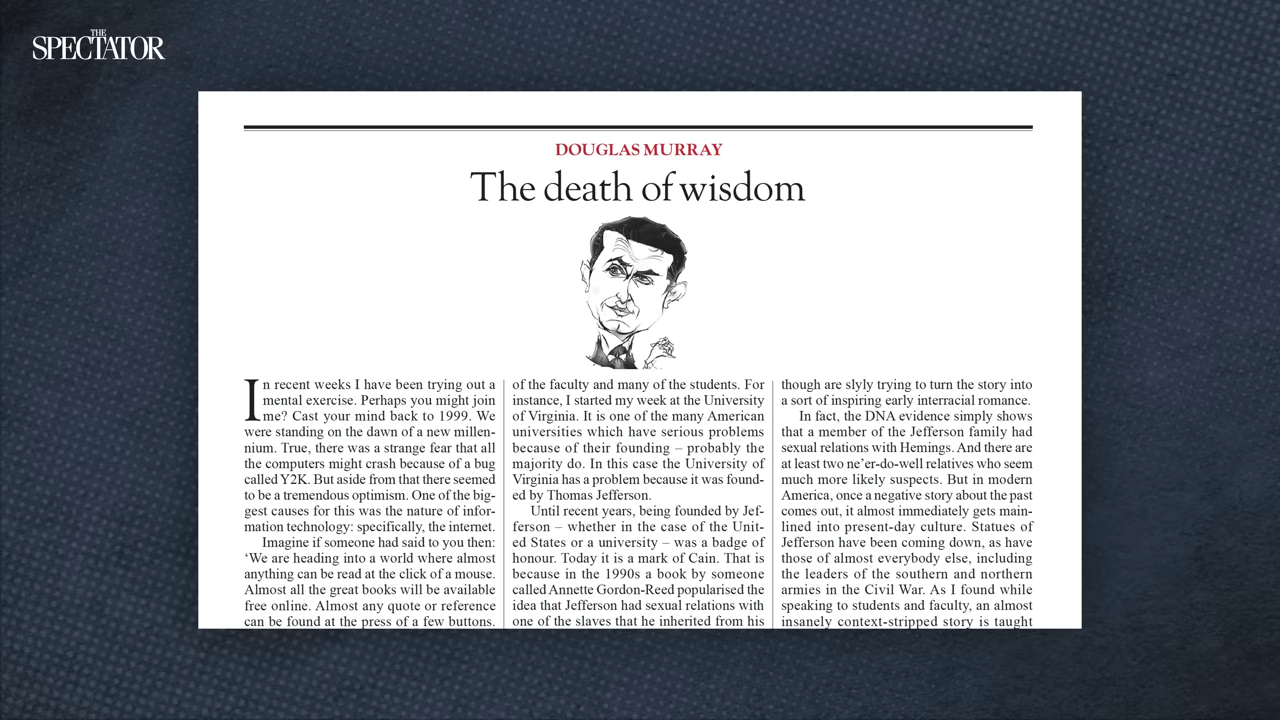 THE
SPECTATOR
DOUGLAS MURRAY
The death of wisdom
In recent weeks I have been trying out a
mental exercise. Perhaps you might join
me? Cast your mind back to 1999. We
were standing on the dawn of a new millen-
nium. True, there was a strange fear that all
the computers might crash because of a bug
called Y2K. But aside from that there seemed
to be a tremendous optimism. One of the big-
gest causes for this was the nature of infor-
mation technology: specifically, the internet.
Imagine if someone had said to you then:
‘We are heading into a world where almost
anything can be read at the click of a mouse.
Almost all the great books will be available
free online. Almost any quote or reference
can be found at the press of a few buttons.
of the faculty and many of the students. For
instance, I started my week at the University
of Virginia. It is one of the many American
universities which have serious problems
because of their founding – probably the
majority do. In this case the University of
Virginia has a problem because it was found-
ed by Thomas Jefferson.
Until recent years, being founded by Jef-
ferson – whether in the case of the Unit-
ed States or a university – was a badge of
honour. Today it is a mark of Cain. That is
because in the 1990s a book by someone
called Annette Gordon-Reed popularised the
idea that Jefferson had sexual relations with
one of the slaves that he inherited from his
though are slyly trying to turn the story into
a sort of inspiring early interracial romance.
In fact, the DNA evidence simply shows
that a member of the Jefferson family had
sexual relations with Hemings. And there are
at least two ne’er-do-well relatives who seem
much more likely suspects. But in modern
America, once a negative story about the past
comes out, it almost immediately gets main-
lined into present-day culture. Statues of
Jefferson have been coming down, as have
those of almost everybody else, including
the leaders of the southern and northern
armies in the Civil War. As I found while
speaking to students and faculty, an almost
insanely context-stripped story is taught